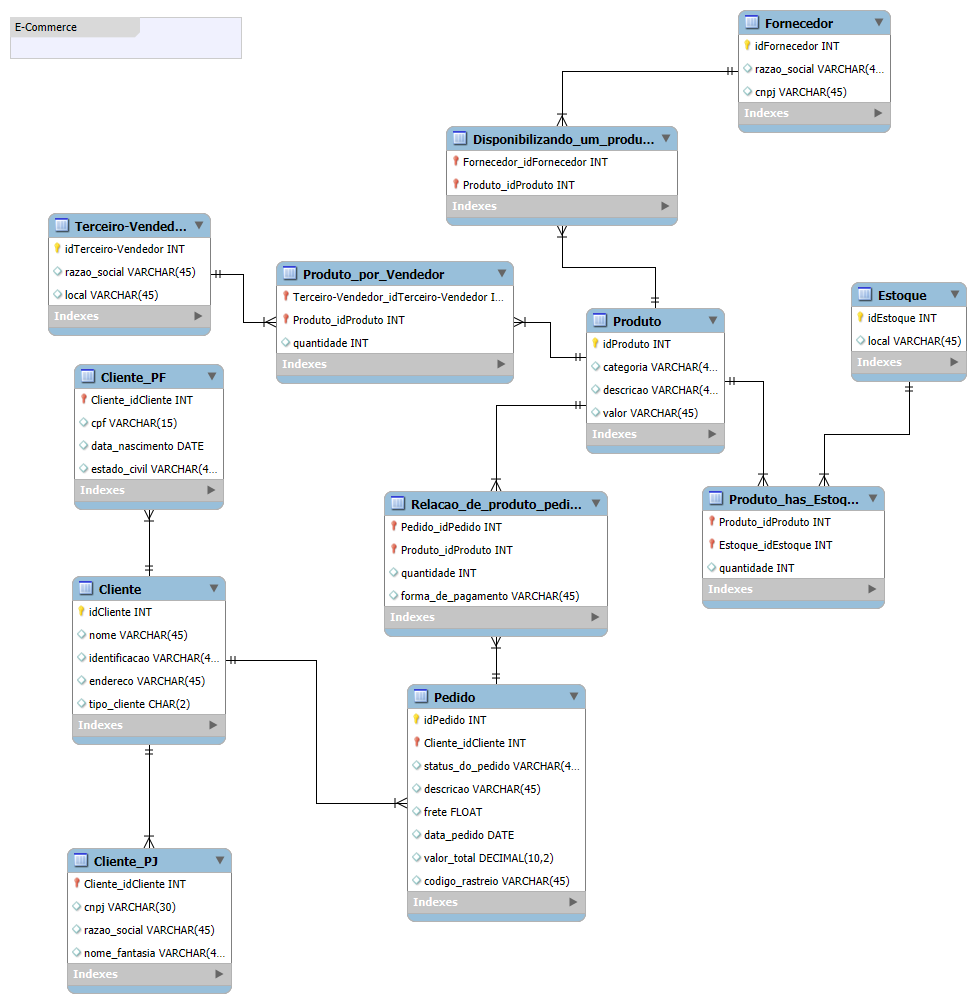 E-Commerce
Fornecedor
idFornecedor INT
razao_social VARCHAR(4...
cnpj VARCHAR(45)
Indexes
Disponibilizando_um_produ...
Fornecedor_idFornecedor INT
Produto_idProduto INT
Indexes
Terceiro-Vended...
idTerceiro-Vendedor INT
razao_social VARCHAR(45)
local VARCHAR(45)
Indexes
Produto_por_Vendedor
Terceiro-Vendedor_idTerceiro-Vendedor I...
Produto_idProduto INT
quantidade INT
Indexes
Produto
idProduto INT
categoria VARCHAR(4...
descricao VARCHAR(4...
valor VARCHAR(45)
Indexes
Estoque
idEstoque INT
local VARCHAR(45)
Indexes
Cliente_PF
Cliente_idCliente INT
cpf VARCHAR(15)
data_nascimento DATE
estado_civil VARCHAR(4...
Indexes
Relacao_de_produto_pedi...
Pedido_idPedido INT
Produto_idProduto INT
quantidade INT
forma_de_pagamento VARCHAR(45)
Indexes
Produto_has_Estoq...
Produto_idProduto INT
Estoque_idEstoque INT
quantidade INT
Indexes
Cliente
idCliente INT
nome VARCHAR(45)
identificacao VARCHAR(4...
endereco VARCHAR(45)
tipo_cliente CHAR(2)
Indexes
Pedido
idPedido INT
Cliente_idCliente INT
status_do_pedido VARCHAR(4...
descricao VARCHAR(45)
frete FLOAT
data_pedido DATE
valor_total DECIMAL(10,2)
codigo_rastreio VARCHAR(45)
Indexes
Cliente_PJ
Cliente_idCliente INT
cnpj VARCHAR(30)
razao_social VARCHAR(45)
nome_fantasia VARCHAR(4...
Indexes